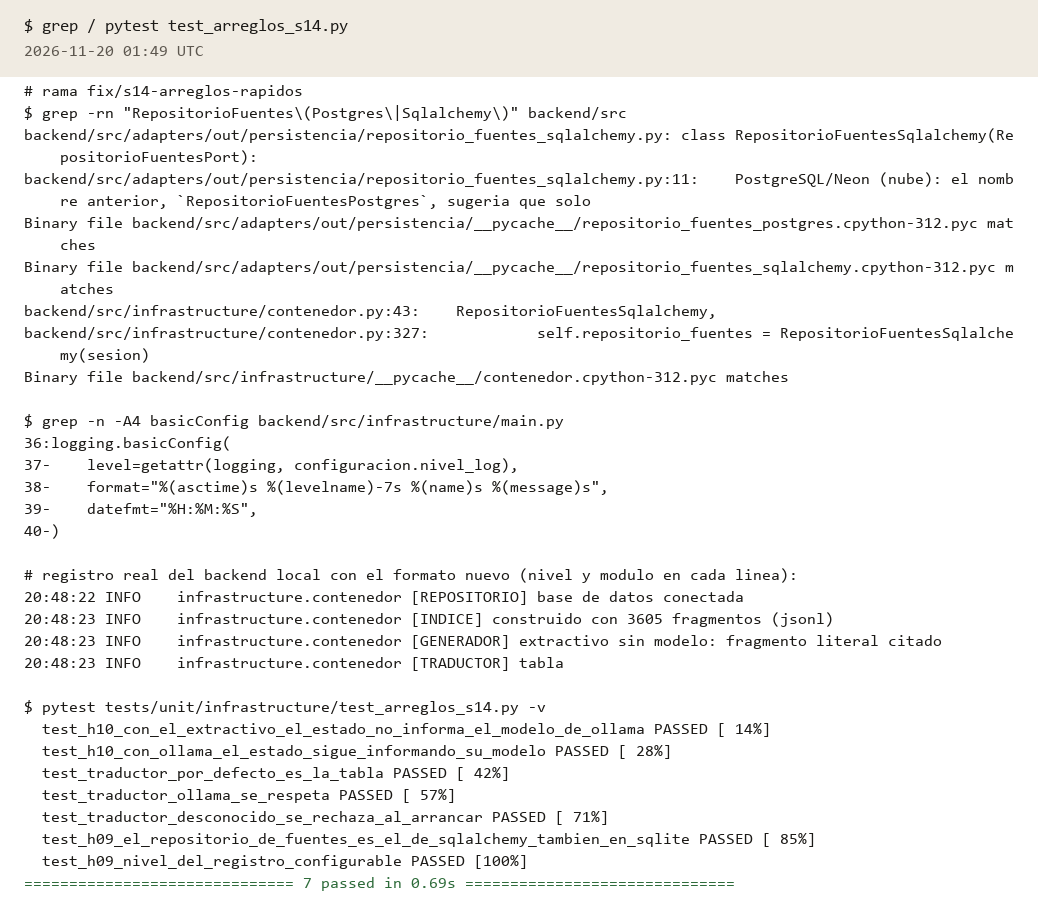 $ grep / pytest test_arreglos_s14.py
2026-11-20 01:49 UTC
# rama fix/s14-arreglos-rapidos
$ grep -rn "RepositorioFuentes\(Postgres\|Sqlalchemy\)" backend/src
backend/src/adapters/out/persistencia/repositorio_fuentes_sqlalchemy.py: class RepositorioFuentesSqlalchemy(Re
positorioFuentesPort):
backend/src/adapters/out/persistencia/repositorio_fuentes_sqlalchemy.py:11:    PostgreSQL/Neon (nube): el nomb
re anterior, `RepositorioFuentesPostgres`, sugeria que solo
Binary file backend/src/adapters/out/persistencia/__pycache__/repositorio_fuentes_postgres.cpython-312.pyc mat
ches
Binary file backend/src/adapters/out/persistencia/__pycache__/repositorio_fuentes_sqlalchemy.cpython-312.pyc m
atches
backend/src/infrastructure/contenedor.py:43:    RepositorioFuentesSqlalchemy,
backend/src/infrastructure/contenedor.py:327:            self.repositorio_fuentes = RepositorioFuentesSqlalche
my(sesion)
Binary file backend/src/infrastructure/__pycache__/contenedor.cpython-312.pyc matches
$ grep -n -A4 basicConfig backend/src/infrastructure/main.py
36:logging.basicConfig(
37-    level=getattr(logging, configuracion.nivel_log),
38-    format="%(asctime)s %(levelname)-7s %(name)s %(message)s",
39-    datefmt="%H:%M:%S",
40-)
# registro real del backend local con el formato nuevo (nivel y modulo en cada linea):
20:48:22 INFO    infrastructure.contenedor [REPOSITORIO] base de datos conectada
20:48:23 INFO    infrastructure.contenedor [INDICE] construido con 3605 fragmentos (jsonl)
20:48:23 INFO    infrastructure.contenedor [GENERADOR] extractivo sin modelo: fragmento literal citado
20:48:23 INFO    infrastructure.contenedor [TRADUCTOR] tabla
$ pytest tests/unit/infrastructure/test_arreglos_s14.py -v
test_h10_con_el_extractivo_el_estado_no_informa_el_modelo_de_ollama PASSED [ 14%]
test_h10_con_ollama_el_estado_sigue_informando_su_modelo PASSED [ 28%]
test_traductor_por_defecto_es_la_tabla PASSED [ 42%]
test_traductor_ollama_se_respeta PASSED [ 57%]
test_traductor_desconocido_se_rechaza_al_arrancar PASSED [ 71%]
test_h09_el_repositorio_de_fuentes_es_el_de_sqlalchemy_tambien_en_sqlite PASSED [ 85%]
test_h09_nivel_del_registro_configurable PASSED [100%]
============================== 7 passed in 0.69s ==============================